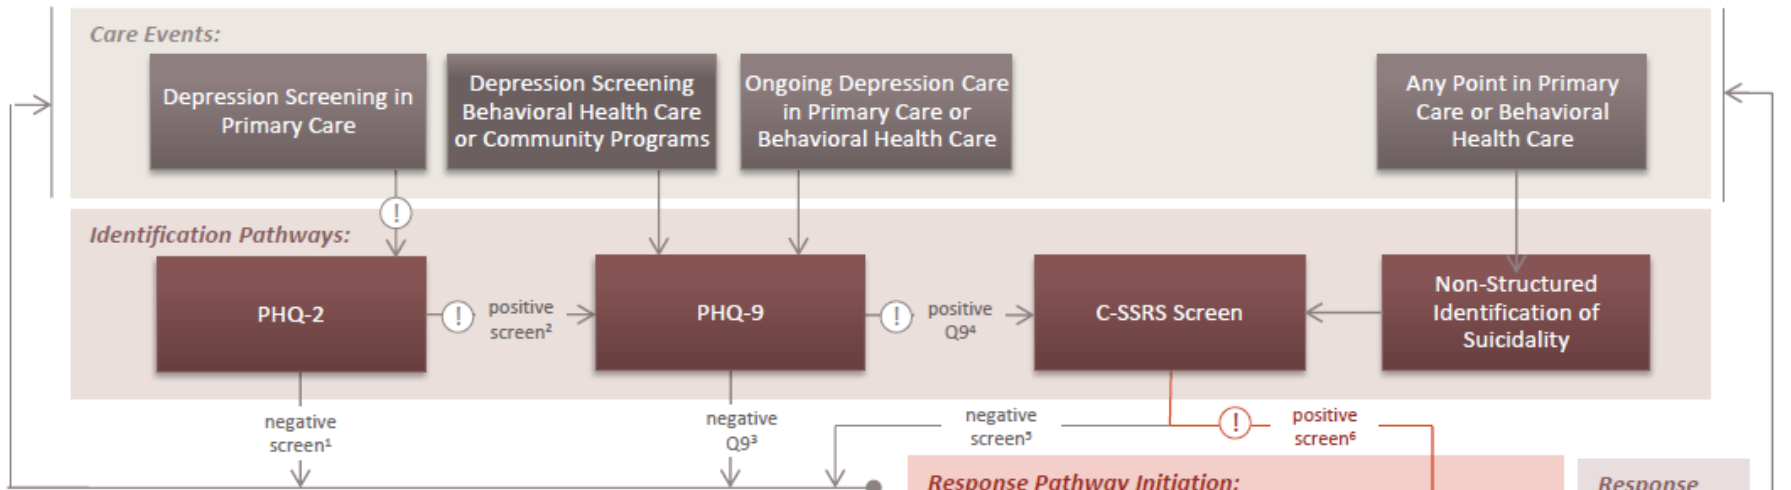 Care Events:
Depression Screening in
Primary Care
Depression Screening
Behavioral Health Care
or Community Programs
Ongoing Depression Care
in Primary Care or
Behavioral Health Care
Any Point in Primary
Care or Behavioral
Health Care
!
Identification Pathways:
PHQ-2
!
positive
screen²
PHQ-9
!
positive
Q9⁴
C-SSRS Screen
Non-Structured
Identification of
Suicidality
negative
screen¹
negative
Q9³
negative
screen⁵
!
positive
screen⁶
Response Pathway Initiation:
Response